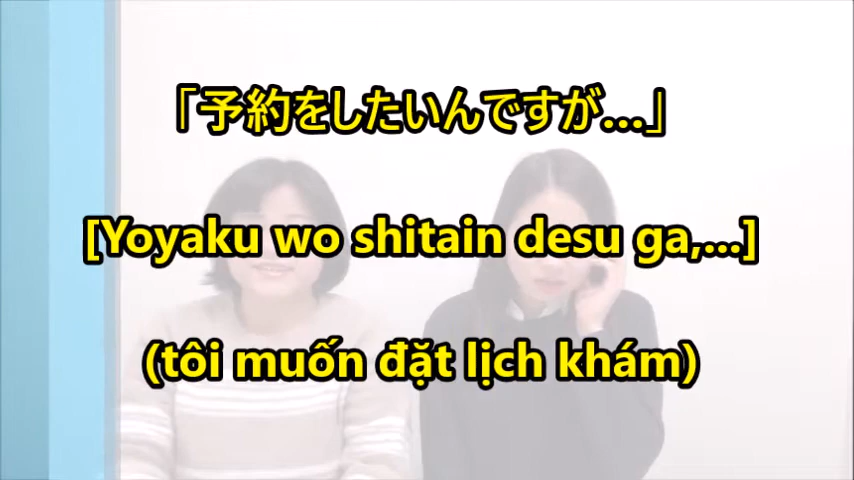 「予約をしたいんですが...」
[Yoyaku wo shitain desu ga,...]
(tôi muốn đặt lịch khám)